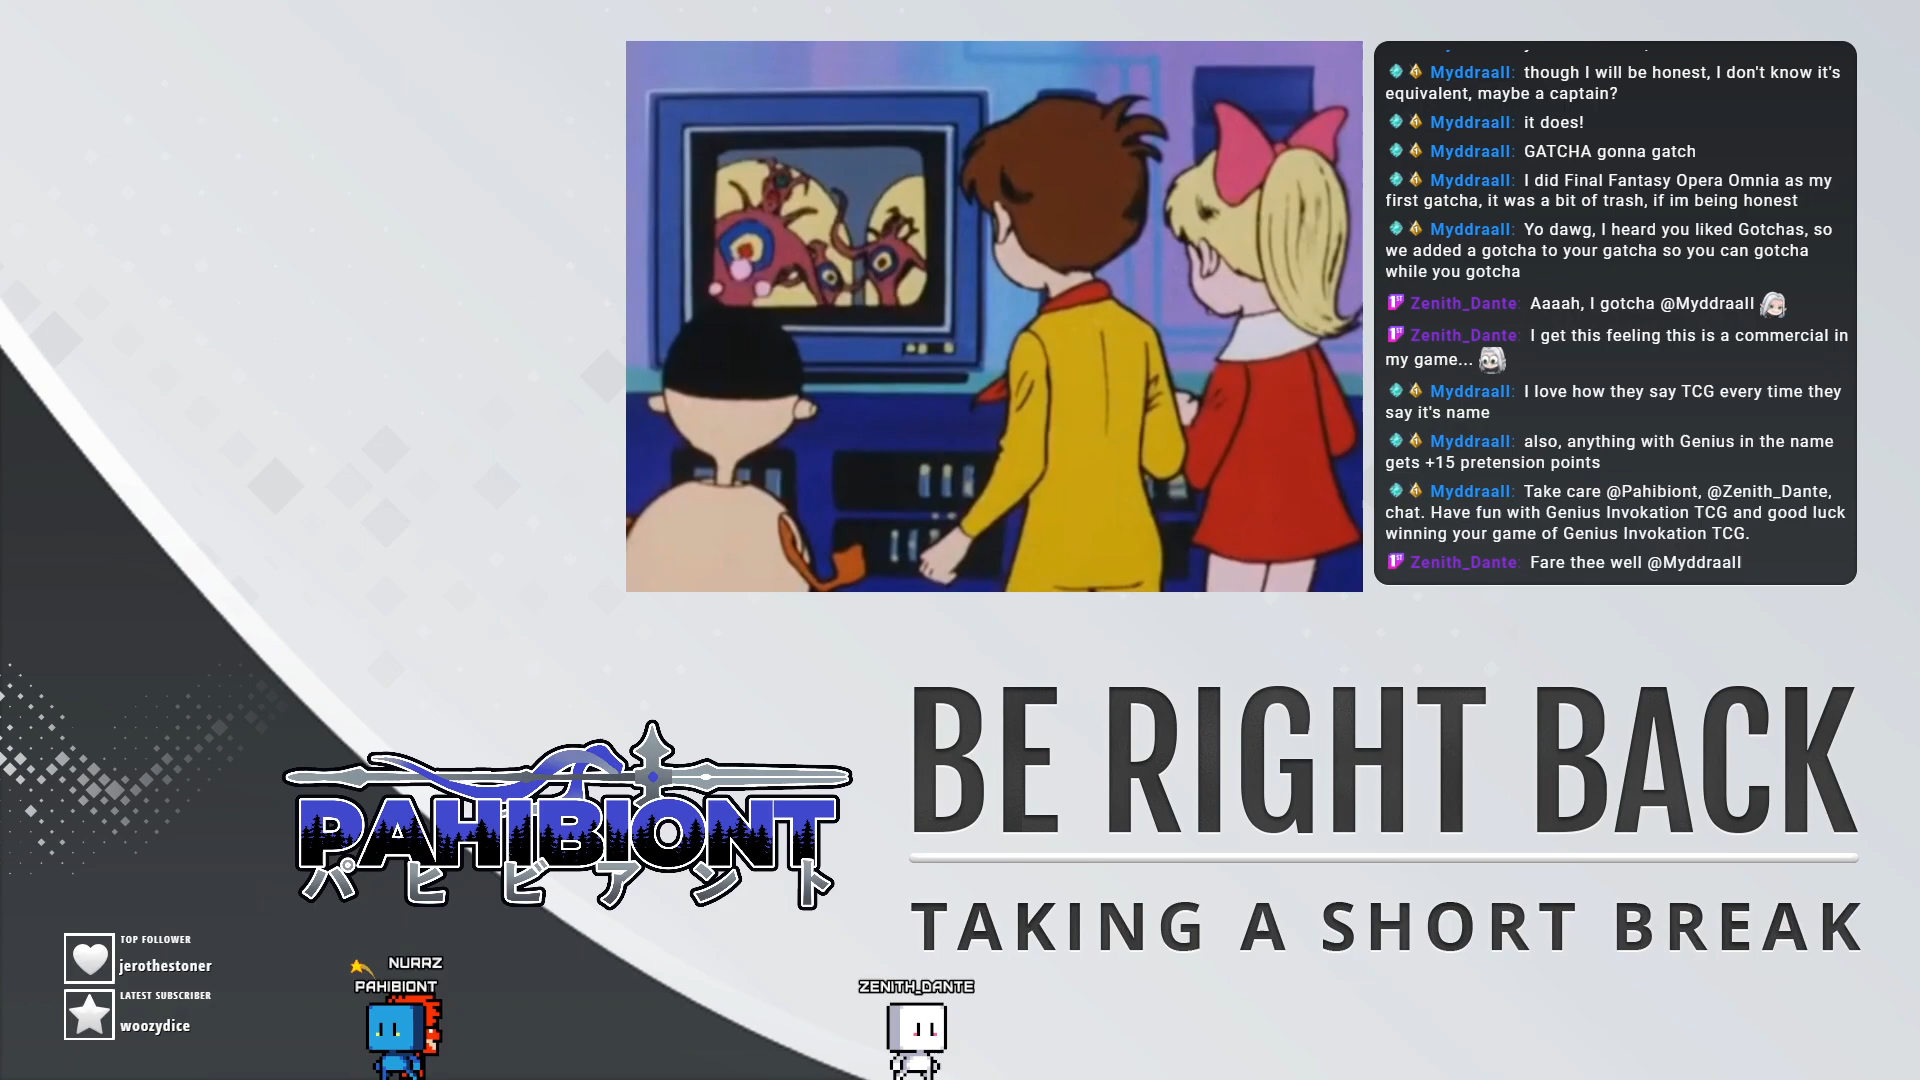 Myddraall: though I will be honest, I don't know it's
equivalent, maybe a captain?
Myddraall: it does!
Myddraall: GATCHA gonna gatch
Myddraall: I did Final Fantasy Opera Omnia as my
first gatcha, it was a bit of trash, if im being honest
Myddraall: Yo dawg, I heard you liked Gotchas, so
we added a gotcha to your gatcha so you can gotcha
while you gotcha
Zenith_Dante: Aaaah, I gotcha @Myddraall
Zenith_Dante: I get this feeling this is a commercial in
my game...
Myddraall: I love how they say TCG every time they
say it's name
Myddraall: also, anything with Genius in the name
gets +15 pretension points
Myddraall: Take care @Pahibiont, @Zenith_Dante,
chat. Have fun with Genius Invokation TCG and good luck
winning your game of Genius Invokation TCG.
Zenith_Dante: Fare thee well @Myddraall
BE RIGHT BACK
TAKING A SHORT BREAK
PAHIBIONT
パヒビアント
TOP FOLLOWER
jerothestoner
LATEST SUBSCRIBER
woozydice
NURRZ
PAHIBIONT
ZENITH_DANTE